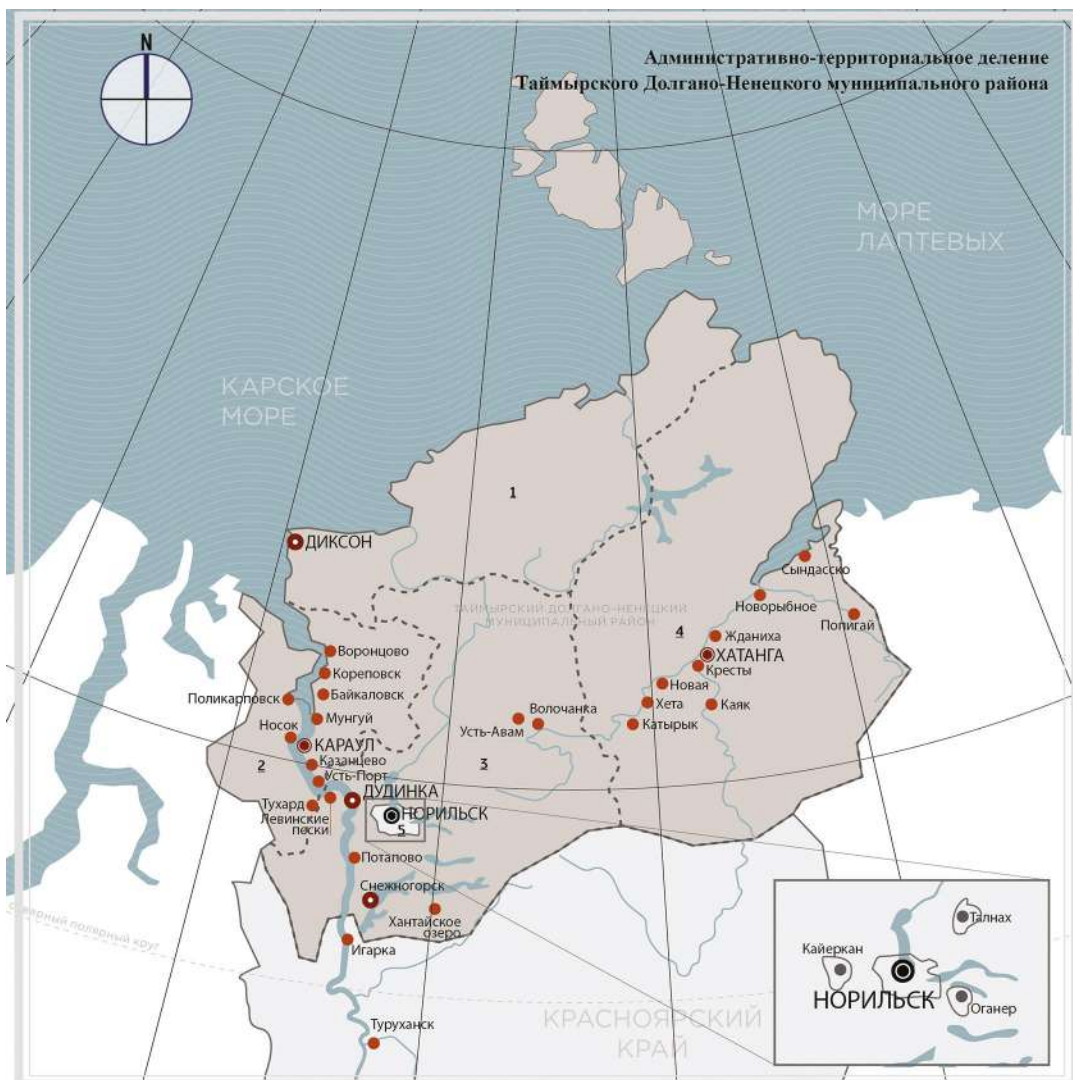 N
Административно-территориальное деление
Таймырского Долгано-Ненецкого муниципального района
МОРЕ
ЛАПТЕВЫХ
КАРСКОЕ
МОРЕ
1
ДИКСОН
Сындасско
Новорыбное
ТАЙМЫРСКИЙ ДОЛГАНО-НЕНЕЦКИЙ
МУНИЦИПАЛЬНЫЙ РАЙОН
Попигай
4
Жданиха
Воронцово
ХАТАНГА
Кресты
Кореповск
Новая
Поликарповск
Байкаловск
Хета
Каяк
Волочанка
Носок
Мунгуй
Усть-Авам
Катырык
КАРАУЛ
2
Казанцево
3
Усть-Порт
ДУДИНКА
Тухард
НОРИЛЬСК
Левинские
пески
5
Потапово
Снежногорск
Хантайское
озеро
северный полярный круг
Игарка
Талнах
Кайеркан
НОРИЛЬСК
Оганер
КРАСНОЯРСКИЙ
КРАЙ
Туруханск